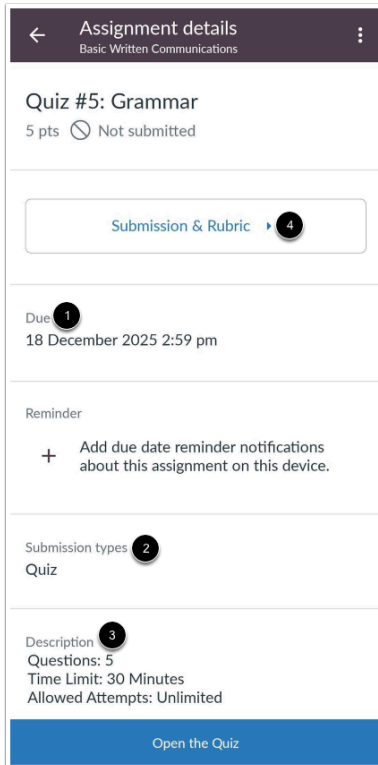 Assignment details
Basic Written Communications
Quiz #5: Grammar
5 pts Not submitted
Submission & Rubric 4
Due 1
18 December 2025 2:59 pm
Reminder
+ Add due date reminder notifications
about this assignment on this device.
Submission types 2
Quiz
Description 3
Questions: 5
Time Limit: 30 Minutes
Allowed Attempts: Unlimited
Open the Quiz